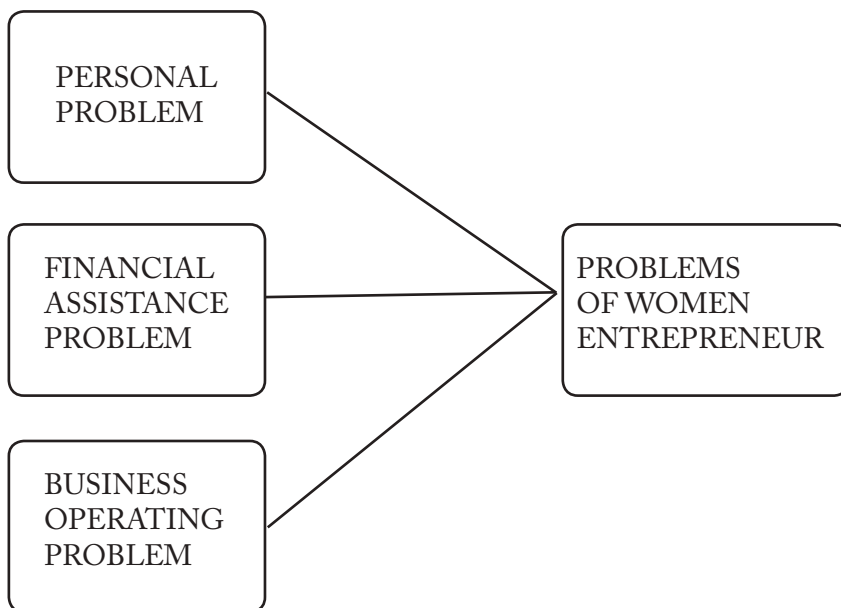 PERSONAL
PROBLEM
FINANCIAL
ASSISTANCE
PROBLEM
BUSINESS
OPERATING
PROBLEM
PROBLEMS
OF WOMEN
ENTREPRENEUR